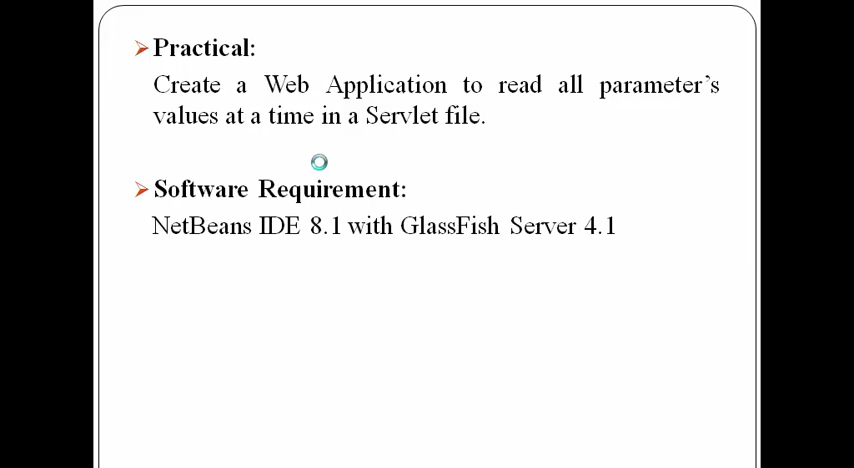 Practical:
Create a Web Application to read all parameter's
values at a time in a Servlet file.
Software Requirement:
NetBeans IDE 8.1 with GlassFish Server 4.1